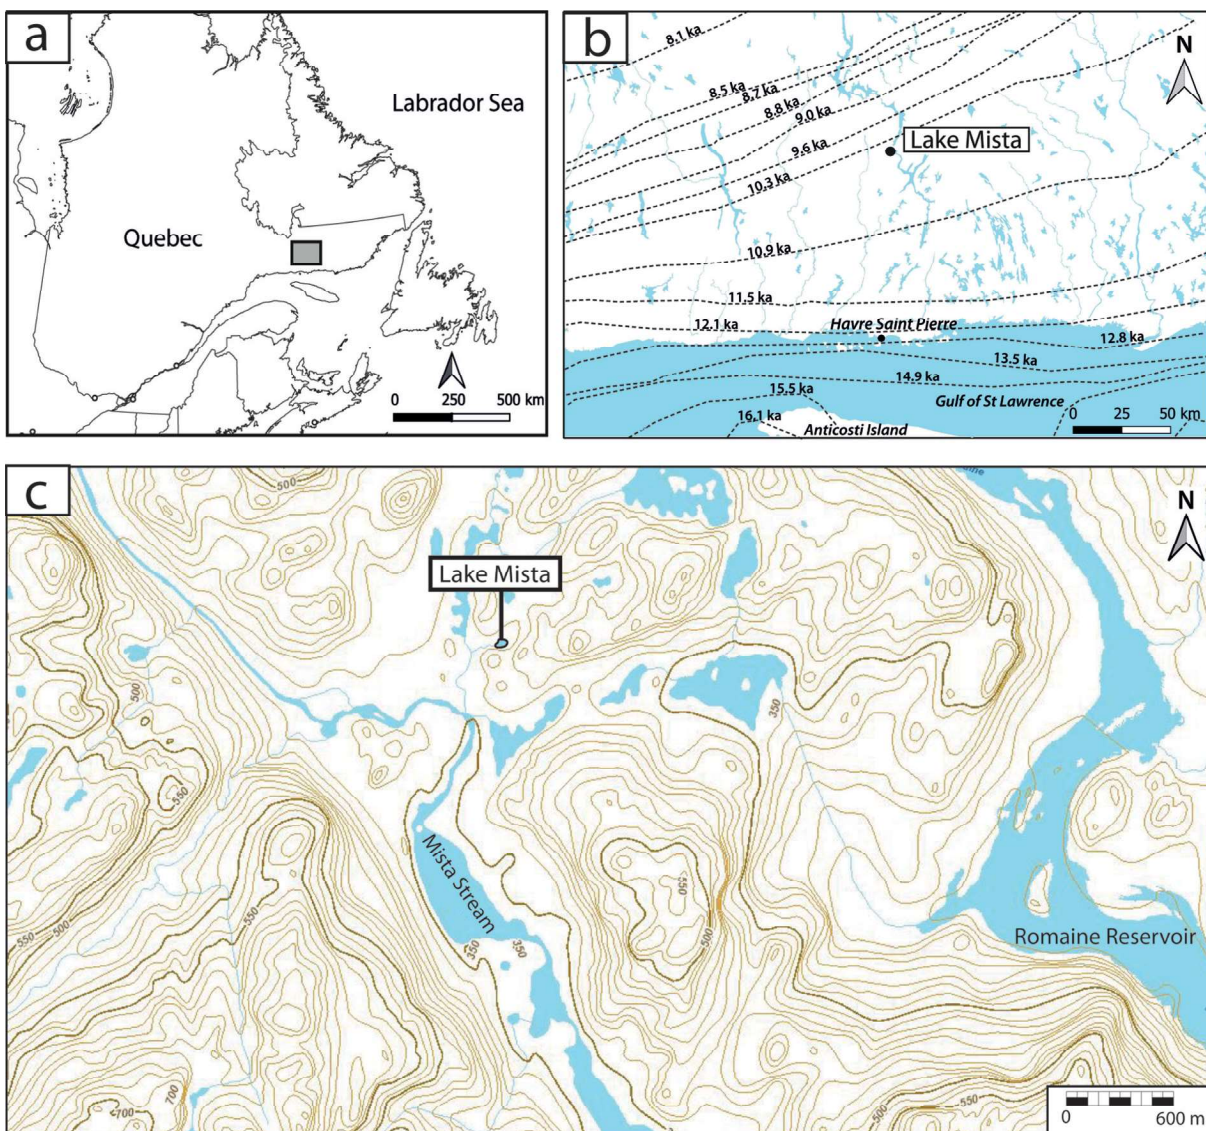 a
Labrador Sea
Quebec
0 250 500 km
b
N
8.1 ka
8.5 ka
8.7 ka
8.8 ka
9.0 ka
9.6 ka
Lake Mista
10.3 ka
10.9 ka
11.5 ka
12.1 ka
Havre Saint Pierre
12.8 ka
13.5 ka
14.9 ka
15.5 ka
Gulf of St Lawrence
16.1 ka
Anticosti Island
0 25 50 km
c
500
N
Lake Mista
500
350
550
Mista Stream
550
500
350
350
550
500
550
500
Romaine Reservoir
700
700
500
550
0 600 m